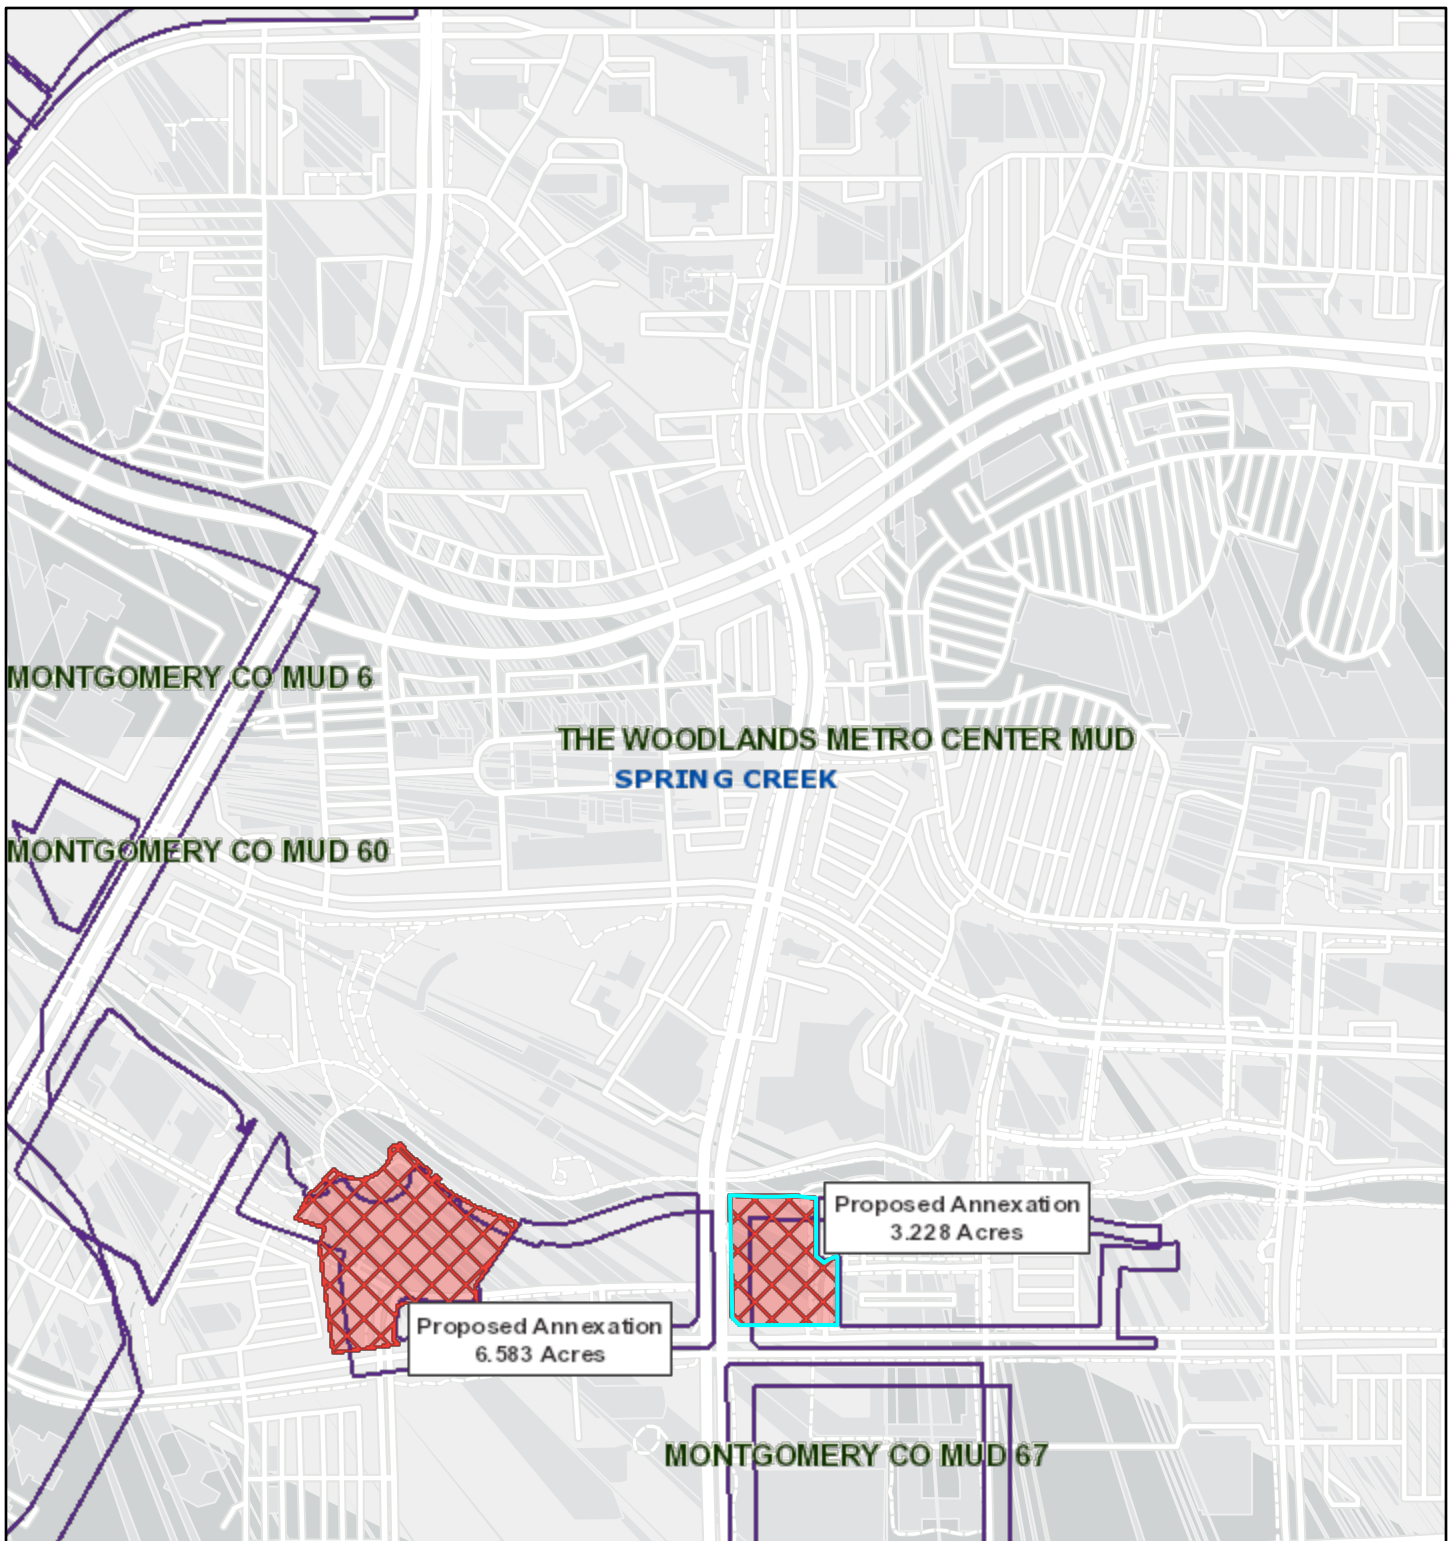 MONTGOMERY CO MUD 6
THE WOODLANDS METRO CENTER MUD
SPRING CREEK
MONTGOMERY CO MUD 60
Proposed Annexation
3.228 Acres
Proposed Annexation
6.583 Acres
MONTGOMERY CO MUD 67